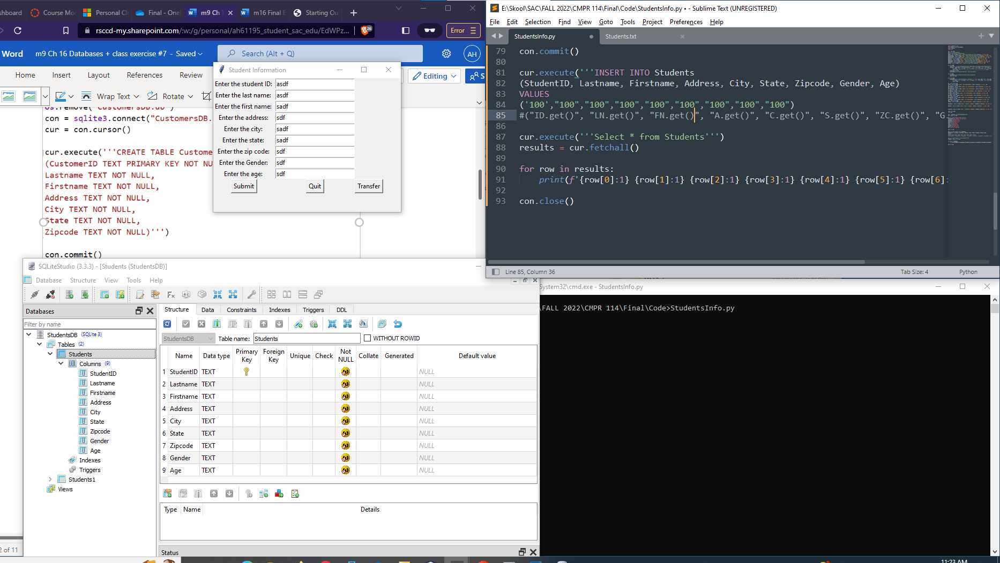 shboard
Course Mo
Personal Cl
Final - Onel
m9 Ch 1
m16 Final E
Starting Ou
rsccd-my.sharepoint.com/:w:/g/personal/ah61195_student_sac_edu/EdWPz...
26
Error
Word
m9 Ch 16 Databases + class exercise #7 - Saved
Search (Alt + Q)
AH
Home
Insert
Layout
References
Review
Editing
S
Wrap Text
Rotate
os.remove("CustomersDB.db")
con = sqlite3.connect("CustomersDB.
cur = con.cursor()
cur.execute('''CREATE TABLE Custome
(CustomerID TEXT PRIMARY KEY NOT NU
Lastname TEXT NOT NULL,
Firstname TEXT NOT NULL,
Address TEXT NOT NULL,
City TEXT NOT NULL,
State TEXT NOT NULL,
Zipcode TEXT NOT NULL)''')
con.commit()
2 of 11
Student Information
Enter the student ID: asdf
Enter the last name: asdf
Enter the first name: sadf
Enter the address: sdf
Enter the city: sadf
Enter the state: sadf
Enter the zip code: sdf
Enter the Gender: sdf
Enter the age: sdf
Submit
Quit
Transfer
E:\Skool\SAC\FALL 2022\CMPR 114\Final\Code\StudentsInfo.py • - Sublime Text (UNREGISTERED)
File Edit Selection Find View Goto Tools Project Preferences Help
StudentsInfo.py
Students.txt
79 con.commit()
80
81 cur.execute('''INSERT INTO Students
82 (StudentID, Lastname, Firstname, Address, City, State, Zipcode, Gender, Age)
83 VALUES
84 ('100',"100","100","100","100","100","100","100","100")
85 #("ID.get()", "LN.get()", "FN.get()", "A.get()", "C.get()", "S.get()", "ZC.get()", "G
86
87 cur.execute('''Select * from Students''')
88 results = cur.fetchall()
89
90 for row in results:
91 print(f'{row[0]:1} {row[1]:1} {row[2]:1} {row[3]:1} {row[4]:1} {row[5]:1} {row[6]:
92
93 con.close()
Line 85, Column 36
Tab Size: 4
Python
SQLiteStudio (3.3.3) - [Students (StudentsDB)]
Database Structure View Tools Help
Databases
Filter by name
StudentsDB (SQLite 3)
Tables (2)
Students
Columns (9)
StudentID
Lastname
Firstname
Address
City
State
Zipcode
Gender
Age
Indexes
Triggers
Students1
Views
Structure Data Constraints Indexes Triggers DDL
StudentsDB
Table name: Students
WITHOUT ROWID
Name Data type Primary Key Foreign Key Unique Check Not NULL Collate Generated Default value
1 StudentID TEXT NULL
2 Lastname TEXT NULL
3 Firstname TEXT NULL
4 Address TEXT NULL
5 City TEXT NULL
6 State TEXT NULL
7 Zipcode TEXT NULL
8 Gender TEXT NULL
9 Age TEXT NULL
Type Name Details
Status
System32\cmd.exe - StudentsInfo.py
\FALL 2022\CMPR 114\Final\Code>StudentsInfo.py
11:23 AM